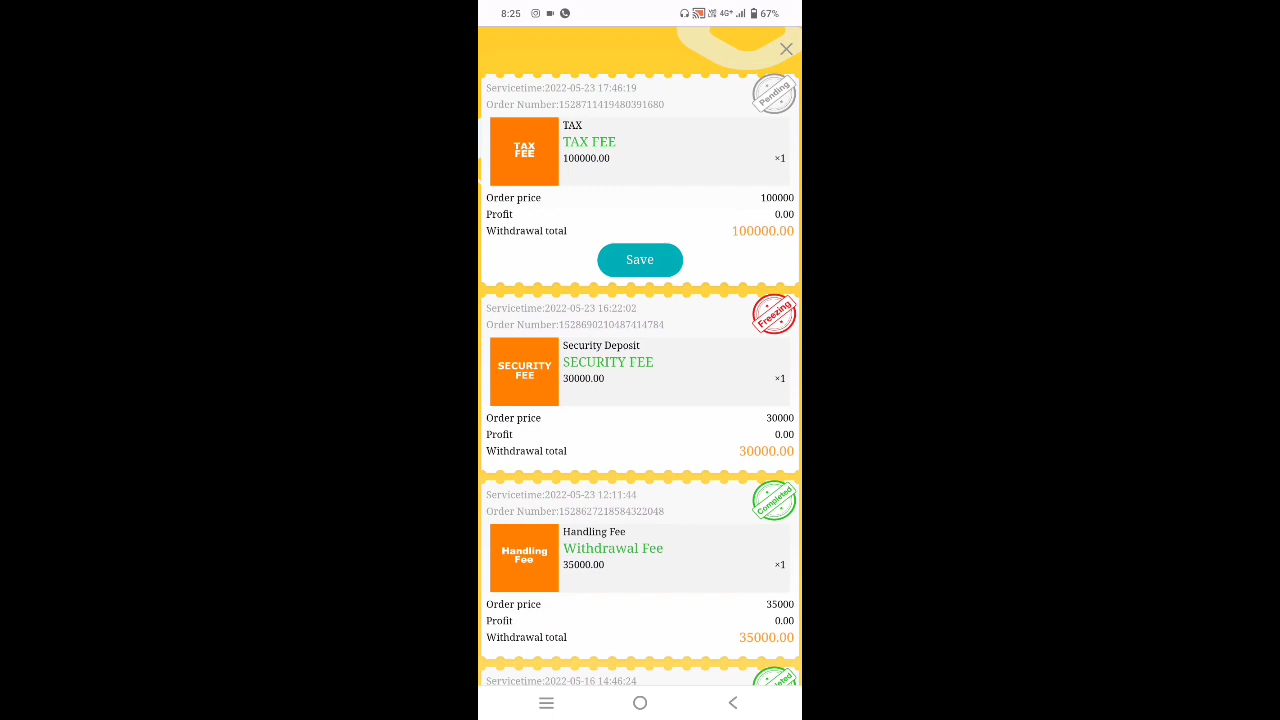 8:25
4G+ 67%
Servicetime:2022-05-23 17:46:19
Order Number:1528711419480391680
Pending
TAX FEE
TAX
TAX FEE
100000.00 ×1
Order price 100000
Profit 0.00
Withdrawal total 100000.00
Save
Servicetime:2022-05-23 16:22:02
Order Number:1528690210487414784
Freezing
SECURITY FEE
Security Deposit
SECURITY FEE
30000.00 ×1
Order price 30000
Profit 0.00
Withdrawal total 30000.00
Servicetime:2022-05-23 12:11:44
Order Number:1528627218584322048
Completed
Handling Fee
Handling Fee
Withdrawal Fee
35000.00 ×1
Order price 35000
Profit 0.00
Withdrawal total 35000.00
Servicetime:2022-05-16 14:46:24